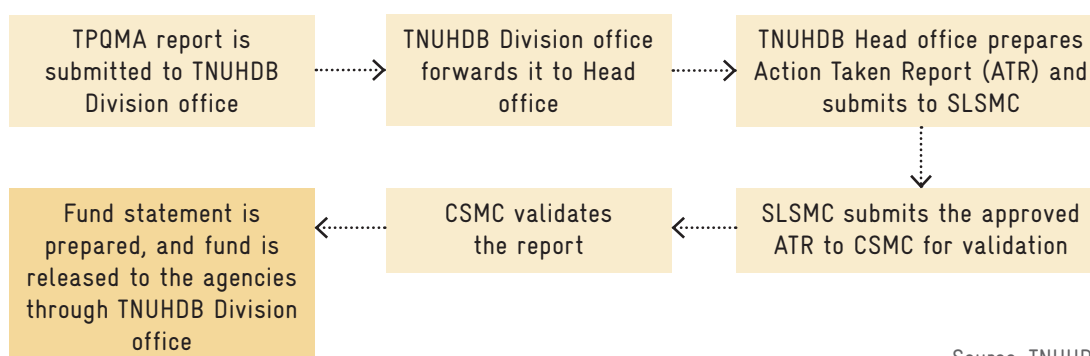 TPQMA report is
submitted to TNUHDB
Division office
TNUHDB Division office
forwards it to Head
office
TNUHDB Head office prepares
Action Taken Report (ATR) and
submits to SLSMC
SLSMC submits the approved
ATR to CSMC for validation
CSMC validates
the report
Fund statement is
prepared, and fund is
released to the agencies
through TNUHDB Division
office